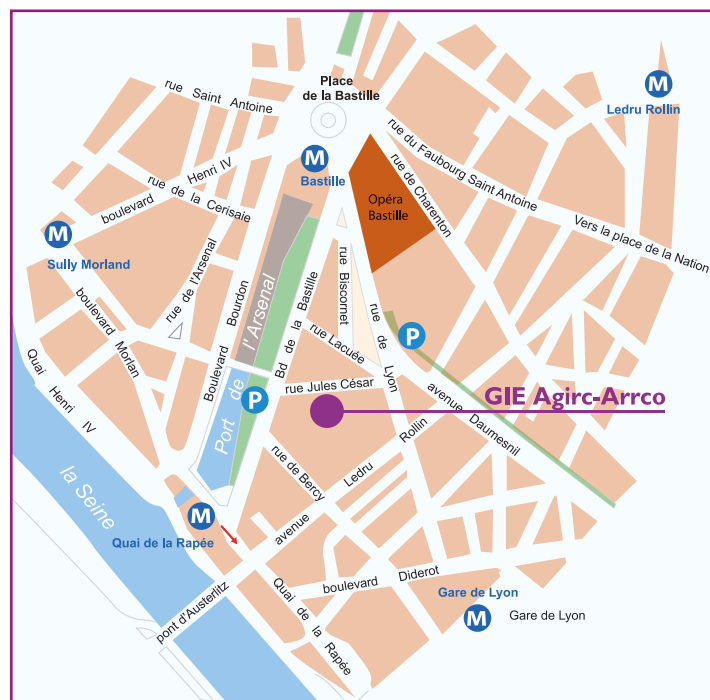 Place
de la Bastille
M
Ledru Rollin
rue Saint Antoine
rue du Faubourg Saint Antoine
M
Bastille
boulevard Henri IV
rue de la Cerisaie
rue de Charenton
Opéra
Bastille
Vers la place de la Nation
M
Sully Morland
rue de l'Arsenal
boulevard Morlan
Boulevard Bourdon
Port de l'Arsenal
Bd de la Bastille
rue Biscornet
rue Lacuée
rue de Lyon
P
P
rue Jules César
GIE Agirc-Arrco
avenue Daumesnil
Quai Henri IV
la Seine
rue de Bercy
avenue Ledru Rollin
M
Quai de la Rapée
pont d'Austerlitz
boulevard Diderot
Quai de la Rapée
Gare de Lyon
M
Gare de Lyon